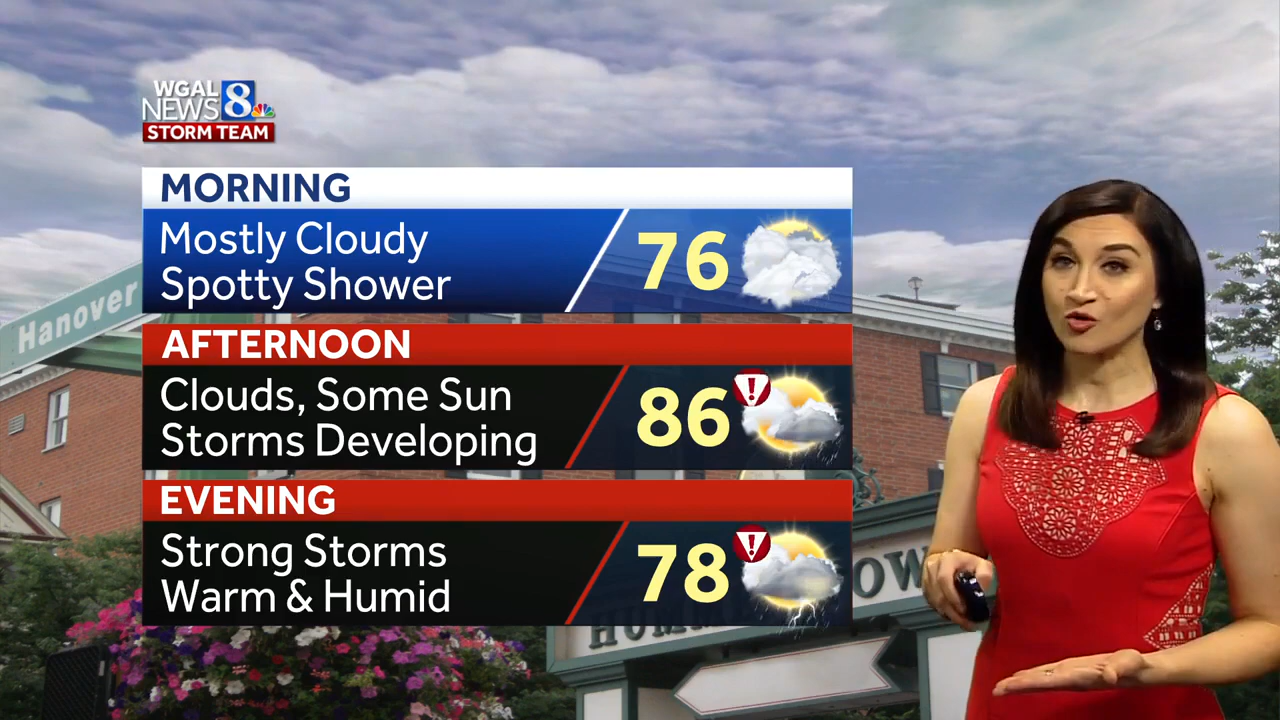 WGAL
NEWS 8
STORM TEAM
MORNING
Mostly Cloudy
Spotty Shower
76
AFTERNOON
Clouds, Some Sun
Storms Developing
86
EVENING
Strong Storms
Warm & Humid
78
Hanover